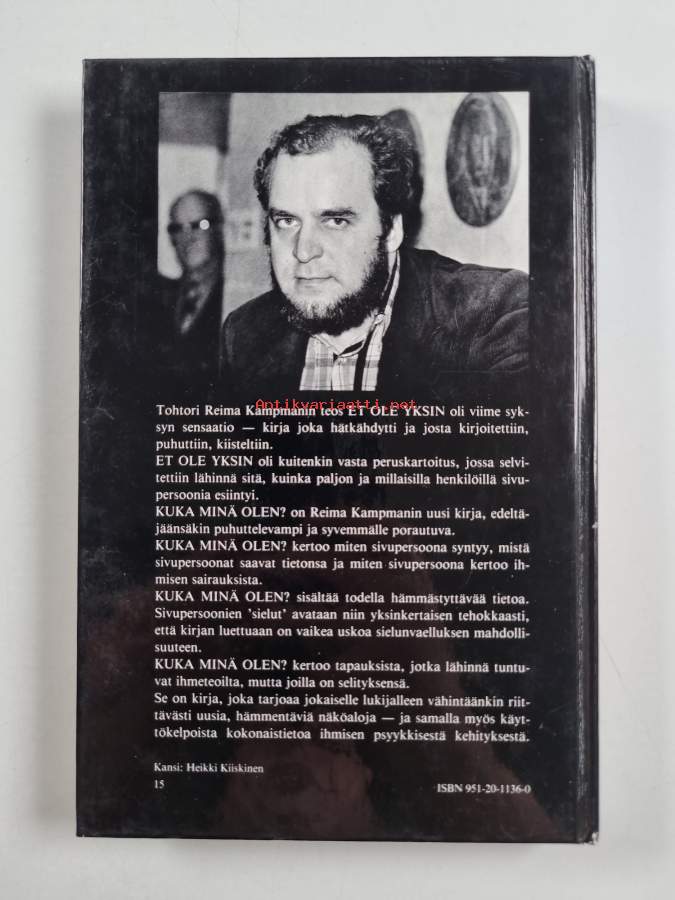 Antikvariaatti.net
Tohtori Reima Kampmanin teos ET OLE YKSIN oli viime syk-
syn sensaatio — kirja joka hätkähdytti ja josta kirjoitettiin,
puhuttiin, kiisteltiin.
ET OLE YKSIN oli kuitenkin vasta peruskartoitus, jossa selvi-
tettiin lähinnä sitä, kuinka paljon ja millaisilla henkilöillä sivu-
persoonia esiintyi.
KUKA MINÄ OLEN? on Reima Kampmanin uusi kirja, edeltä-
jäänsäkin puhuttelevampi ja syvemmälle porautuva.
KUKA MINÄ OLEN? kertoo miten sivupersoona syntyy, mistä
sivupersoonat saavat tietonsa ja miten sivupersoona kertoo ih-
misen sairauksista.
KUKA MINÄ OLEN? sisältää todella hämmästyttävää tietoa.
Sivupersoonien 'sielut' avataan niin yksinkertaisen tehokkaasti,
että kirjan luettuaan on vaikea uskoa sielunvaelluksen mahdolli-
suuteen.
KUKA MINÄ OLEN? kertoo tapauksista, jotka lähinnä tuntu-
vat ihmeteoilta, mutta joilla on selityksensä.
Se on kirja, joka tarjoaa jokaiselle lukijalleen vähintäänkin riit-
tävästi uusia, hämmentäviä näköaloja — ja samalla myös käyt-
tökelpoista kokonaistietoa ihmisen psyykkisestä kehityksestä.
Kansi: Heikki Kiiskinen
15 ISBN 951-20-1136-0